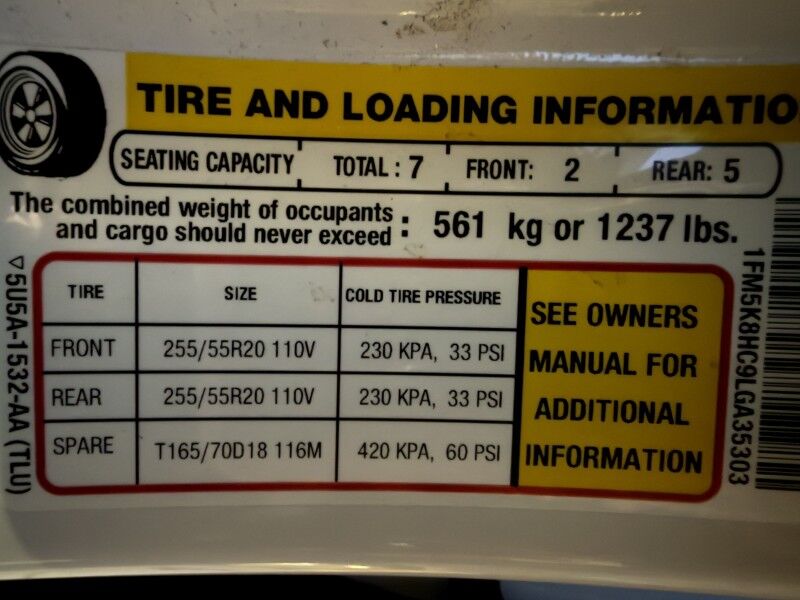 TIRE AND LOADING INFORMATIO
SEATING CAPACITY TOTAL : 7 FRONT: 2 REAR: 5
The combined weight of occupants
and cargo should never exceed : 561 kg or 1237 lbs.
TIRE SIZE COLD TIRE PRESSURE
FRONT 255/55R20 110V 230 KPA, 33 PSI
REAR 255/55R20 110V 230 KPA, 33 PSI
SPARE T165/70D18 116M 420 KPA, 60 PSI
SEE OWNERS
MANUAL FOR
ADDITIONAL
INFORMATION
▽5U5A-1532-AA (TLU)
1FM5K8HC9LGA35303